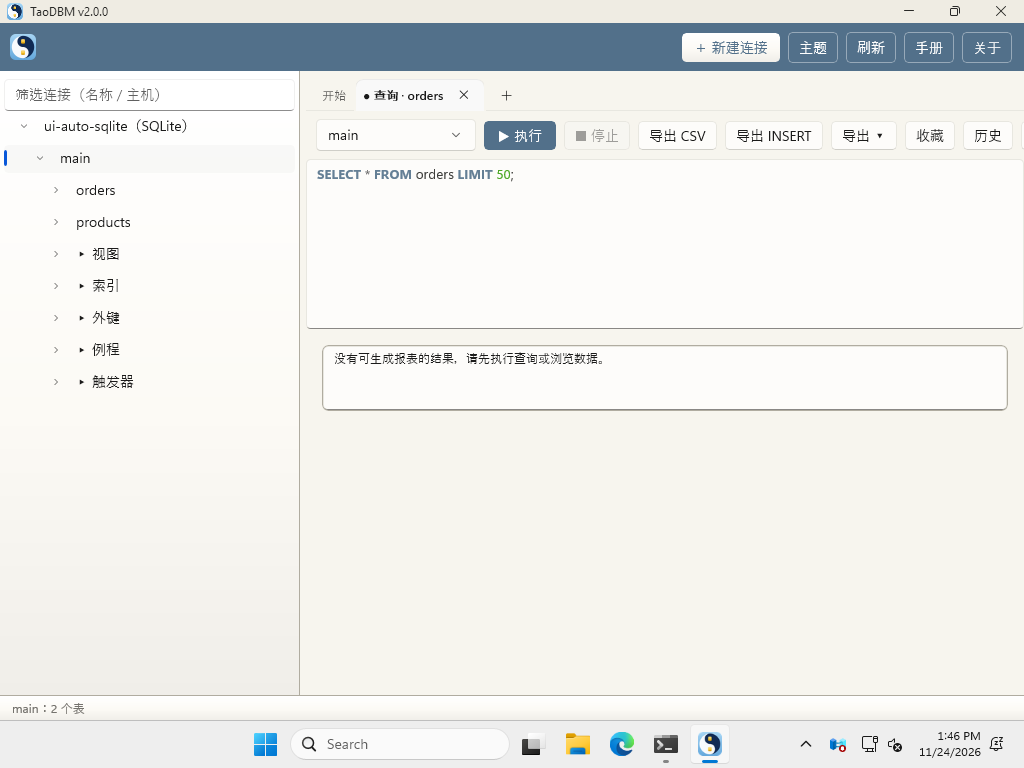 TaoDBM v2.0.0
+ 新建连接
主题
刷新
手册
关于
筛选连接（名称 / 主机）
ui-auto-sqlite（SQLite）
main
orders
products
▸ 视图
▸ 索引
▸ 外键
▸ 例程
▸ 触发器
开始
● 查询 · orders
main
▶ 执行
■ 停止
导出 CSV
导出 INSERT
导出 ▾
收藏
历史
SELECT * FROM orders LIMIT 50;
没有可生成报表的结果，请先执行查询或浏览数据。
main：2 个表
Search
1:46 PM
11/24/2026